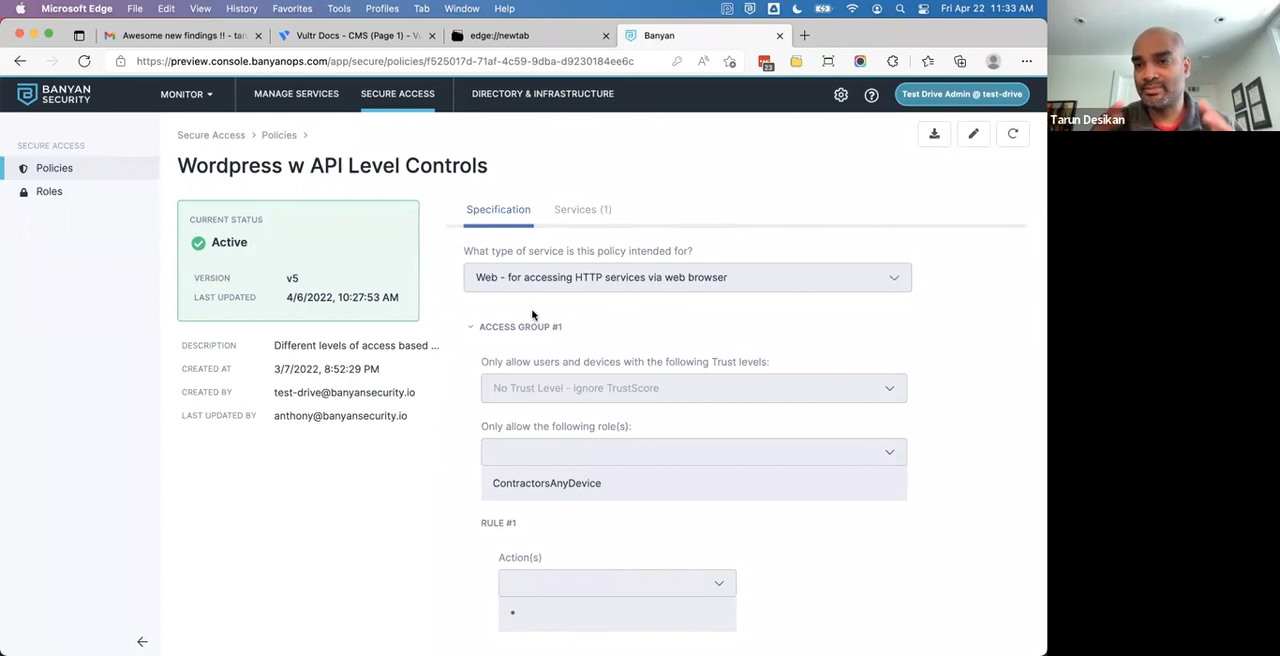 Microsoft Edge File Edit View History Favorites Tools Profiles Tab Window Help Fri Apr 22 11:33 AM
Awesome new findings !! - tar Vultr Docs - CMS (Page 1) - Vu edge://newtab Banyan
https://preview.console.banyanops.com/app/secure/policies/f525017d-71af-4c59-9dba-d9230184ee6c
23
BANYAN
SECURITY
MONITOR MANAGE SERVICES SECURE ACCESS DIRECTORY & INFRASTRUCTURE Test Drive Admin @ test-drive
Tarun Desikan
SECURE ACCESS
Policies
Roles
Secure Access > Policies >
Wordpress w API Level Controls
CURRENT STATUS
Active
VERSION v5
LAST UPDATED 4/6/2022, 10:27:53 AM
DESCRIPTION Different levels of access based ...
CREATED AT 3/7/2022, 8:52:29 PM
CREATED BY test-drive@banyansecurity.io
LAST UPDATED BY anthony@banyansecurity.io
Specification Services (1)
What type of service is this policy intended for?
Web - for accessing HTTP services via web browser
ACCESS GROUP #1
Only allow users and devices with the following Trust levels:
No Trust Level - ignore TrustScore
Only allow the following role(s):
ContractorsAnyDevice
RULE #1
Action(s)
*